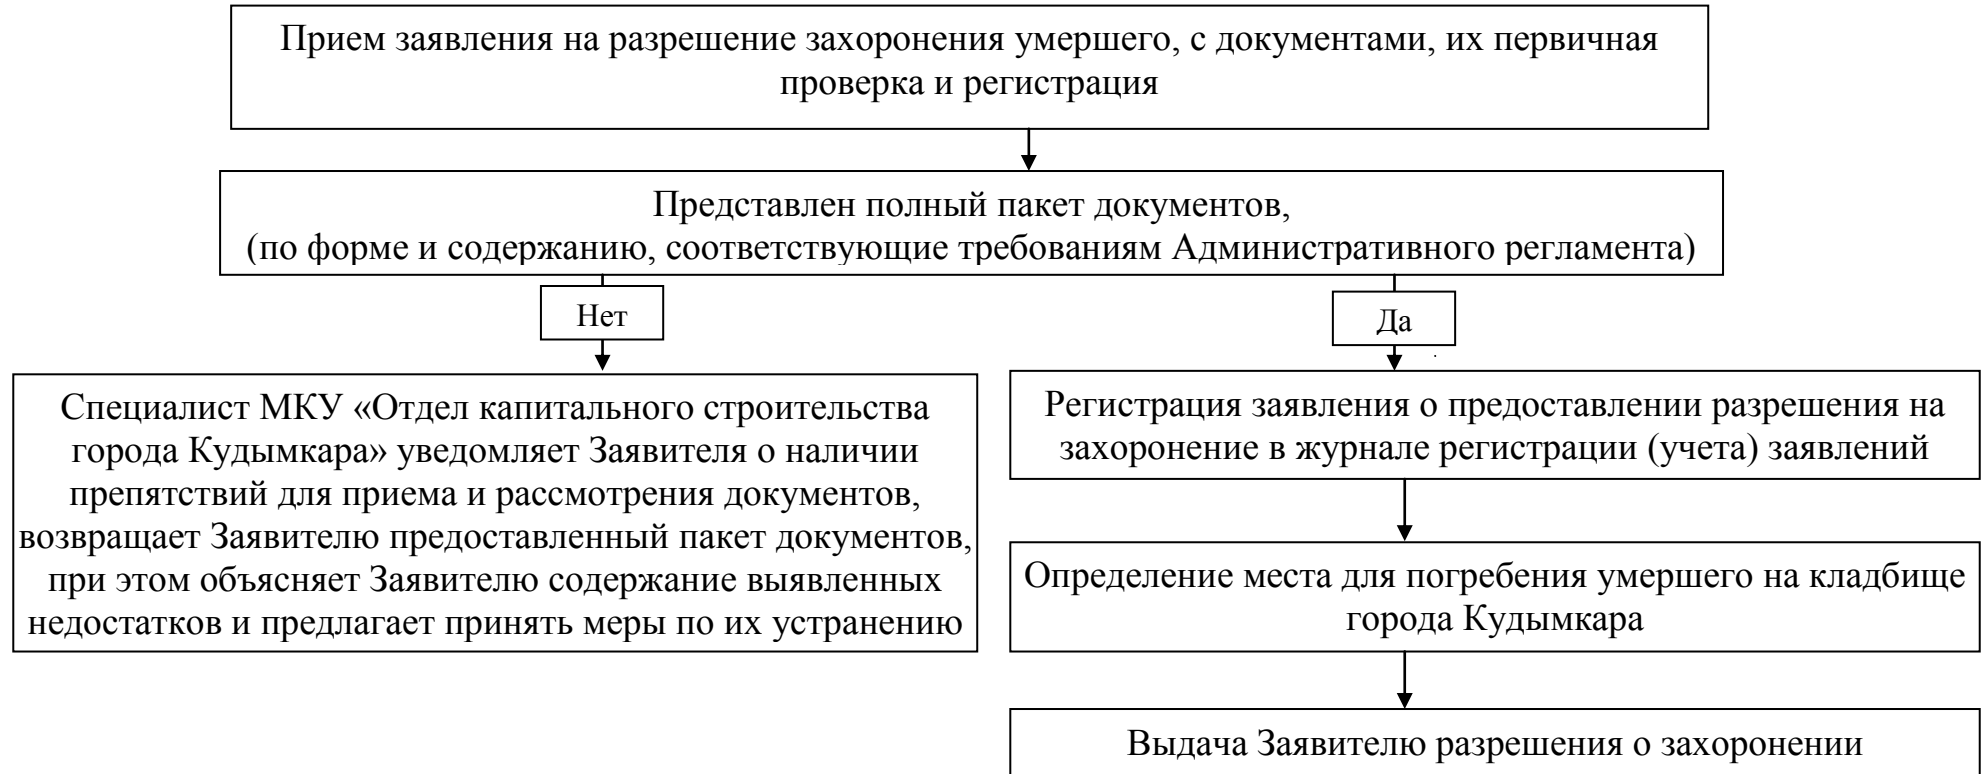 Прием заявления на разрешение захоронения умершего, с документами, их первичная
проверка и регистрация
Представлен полный пакет документов,
(по форме и содержанию, соответствующие требованиям Административного регламента)
Нет
Да
Специалист МКУ «Отдел капитального строительства
города Кудымкара» уведомляет Заявителя о наличии
препятствий для приема и рассмотрения документов,
возвращает Заявителю предоставленный пакет документов,
при этом объясняет Заявителю содержание выявленных
недостатков и предлагает принять меры по их устранению
Регистрация заявления о предоставлении разрешения на
захоронение в журнале регистрации (учета) заявлений
Определение места для погребения умершего на кладбище
города Кудымкара
Выдача Заявителю разрешения о захоронении